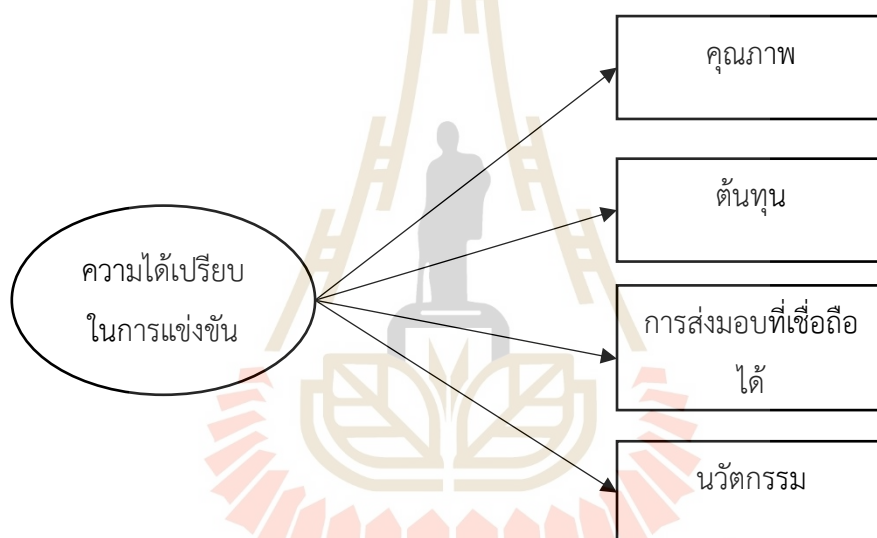 คุณภาพ
ต้นทุน
ความได้เปรียบ
ในการแข่งขัน
การส่งมอบที่เชื่อถือ
ได้
นวัตกรรม